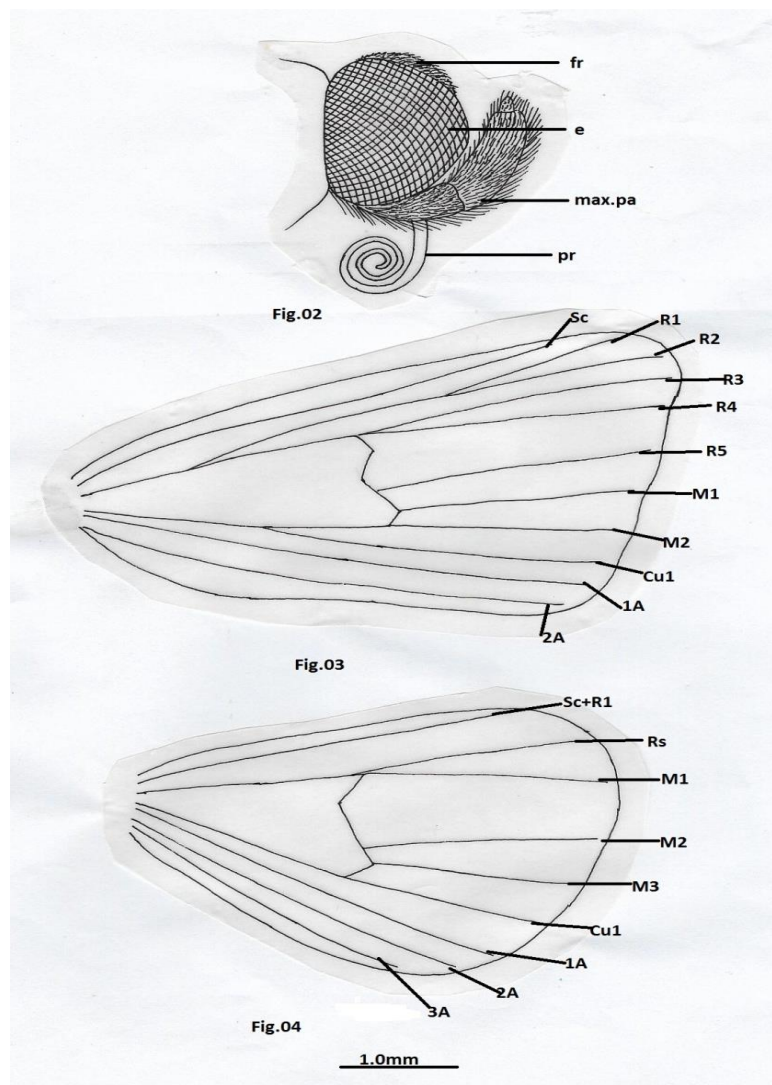 fr
e
max.pa
pr
Fig.02
Sc
R1
R2
R3
R4
R5
M1
M2
Cu1
1A
2A
Fig.03
Sc+R1
Rs
M1
M2
M3
Cu1
1A
2A
3A
Fig.04
1.0mm